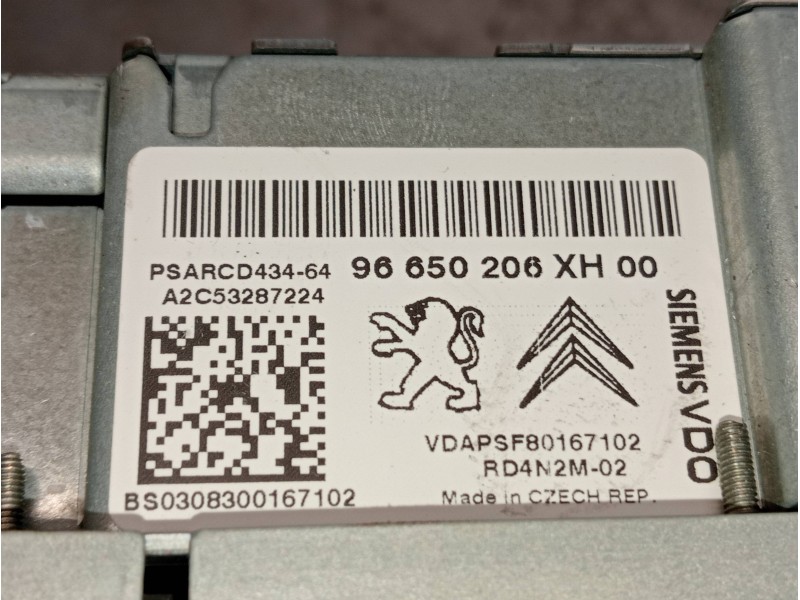 PSARCD434-64 96 650 206 XH 00
A2C53287224
SIEMENS VDO
VDAPSF80167102
RD4N2M-02
BS0308300167102
Made in CZECH REP.